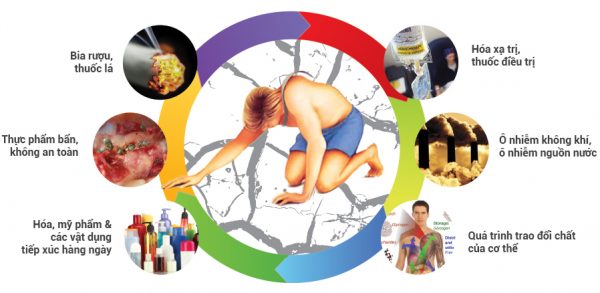 Bia rượu,
thuốc lá
Hóa xạ trị,
thuốc điều trị
Thực phẩm bẩn,
không an toàn
Ô nhiễm không khí,
ô nhiễm nguồn nước
Hóa, mỹ phẩm &
các vật dụng
tiếp xúc hàng ngày
Quá trình trao đổi chất
của cơ thể
Storage:
Glycogen